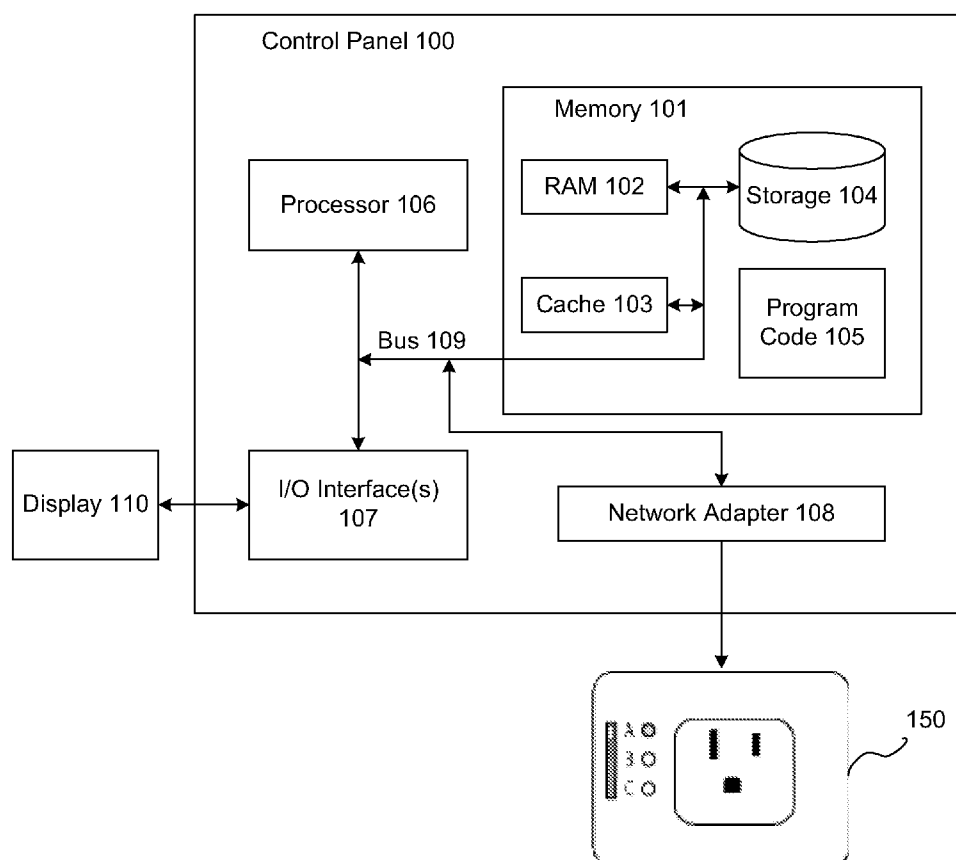 Control Panel 100
Memory 101
RAM 102
Storage 104
Processor 106
Cache 103
Program
Code 105
Bus 109
Display 110
I/O Interface(s)
107
Network Adapter 108
150
A
B
C